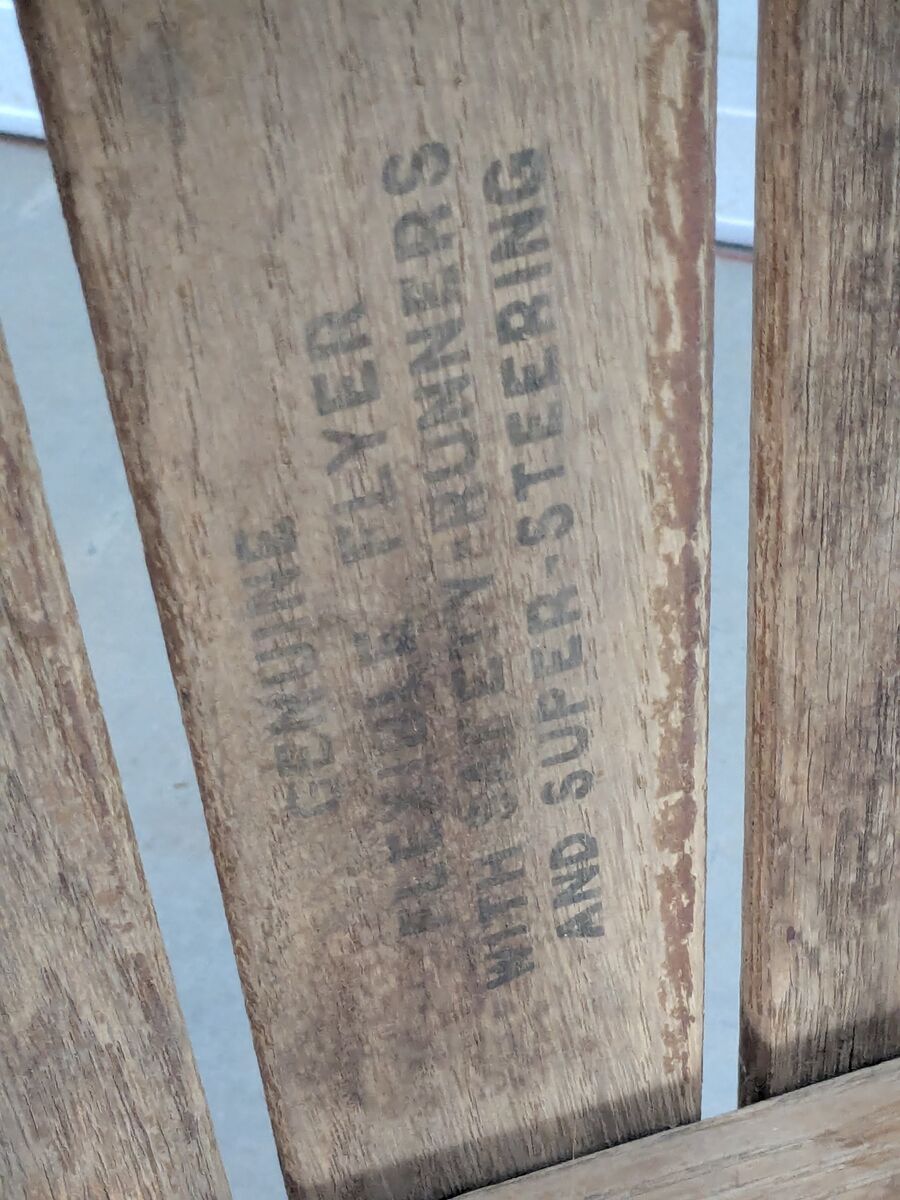 GENUINE
FLEXIBLE FLYER
WITH SAFETY-RUNNERS
AND SUPER-STEERING